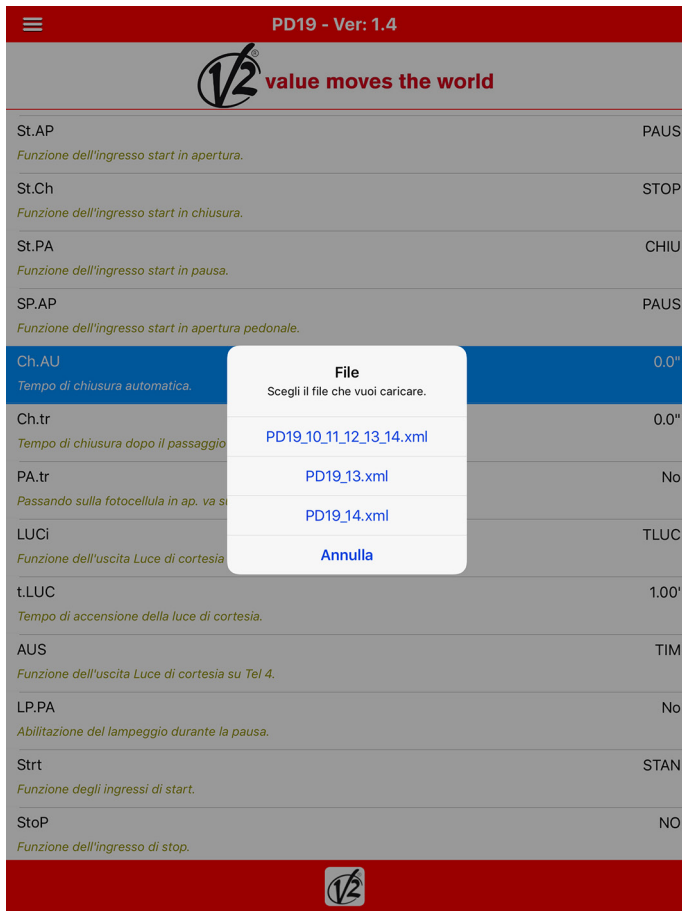 PD19 - Ver: 1.4
V2® value moves the world
St.AP PAUS
Funzione dell'ingresso start in apertura.
St.Ch STOP
Funzione dell'ingresso start in chiusura.
St.PA CHIU
Funzione dell'ingresso start in pausa.
SP.AP PAUS
Funzione dell'ingresso start in apertura pedonale.
Ch.AU 0.0"
Tempo di chiusura automatica.
Ch.tr 0.0"
Tempo di chiusura dopo il passaggio
PA.tr No
Passando sulla fotocellula in ap. va
LUCi TLUC
Funzione dell'uscita Luce di cortesia
t.LUC 1.00'
Tempo di accensione della luce di cortesia.
AUS TIM
Funzione dell'uscita Luce di cortesia su Tel 4.
LP.PA No
Abilitazione del lampeggio durante la pausa.
Strt STAN
Funzione degli ingressi di start.
StoP NO
Funzione dell'ingresso di stop.
File
Scegli il file che vuoi caricare.
PD19_10_11_12_13_14.xml
PD19_13.xml
PD19_14.xml
Annulla
V2